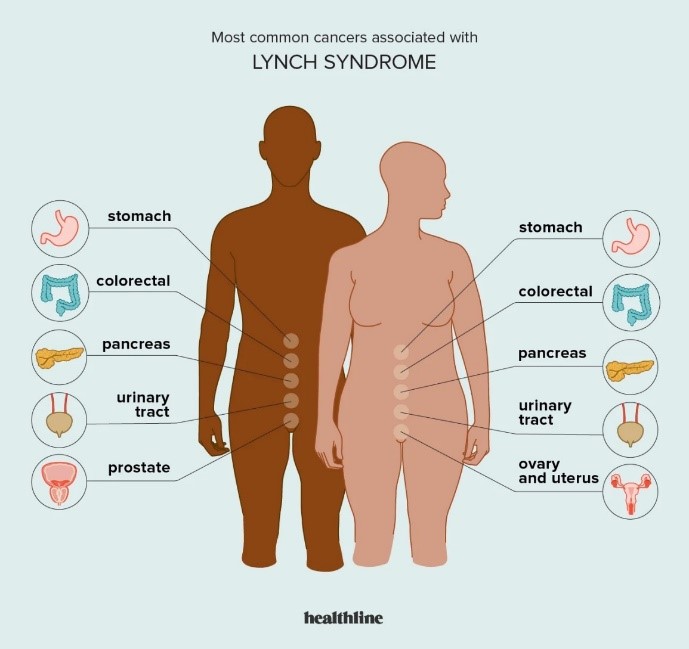 Most common cancers associated with
LYNCH SYNDROME
stomach
colorectal
pancreas
urinary
tract
prostate
stomach
colorectal
pancreas
urinary
tract
ovary
and uterus
healthline